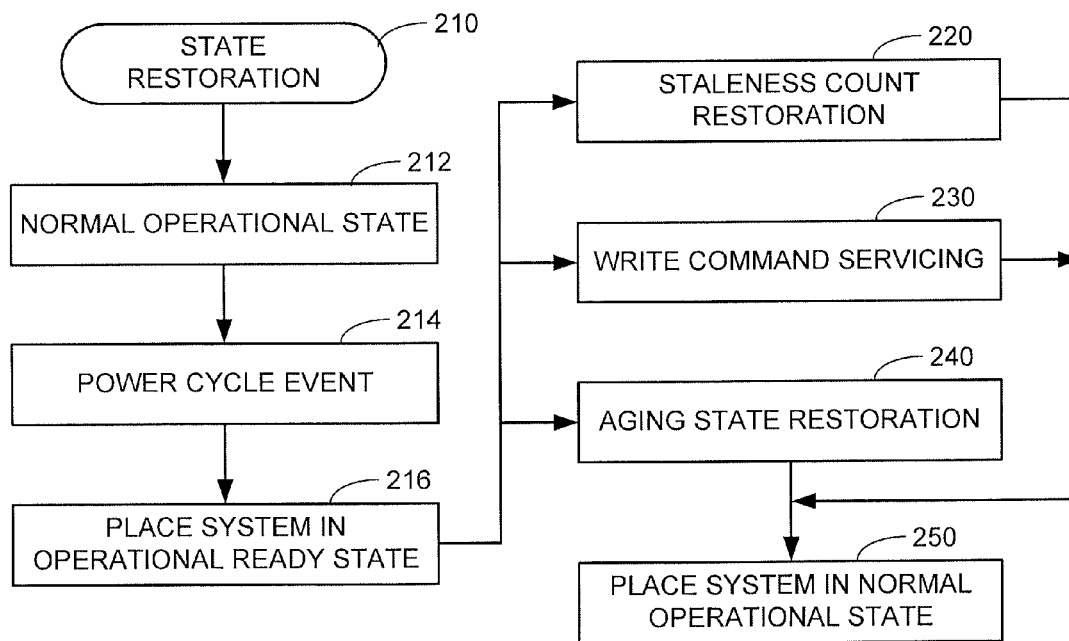 STATE
RESTORATION
210
NORMAL OPERATIONAL STATE
212
POWER CYCLE EVENT
214
PLACE SYSTEM IN
OPERATIONAL READY STATE
216
STALENESS COUNT
RESTORATION
220
WRITE COMMAND SERVICING
230
AGING STATE RESTORATION
240
PLACE SYSTEM IN NORMAL
OPERATIONAL STATE
250